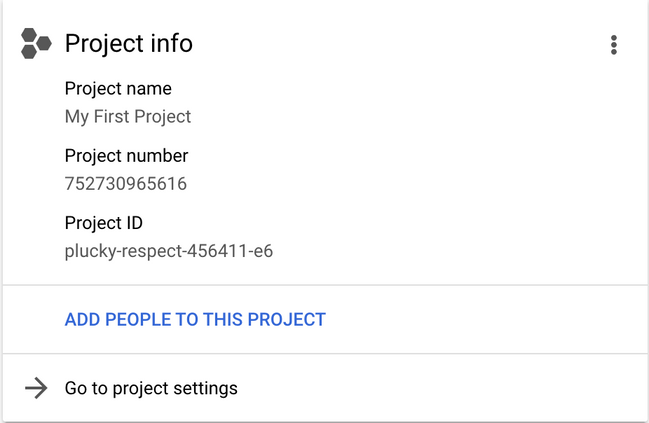 Project info
Project name
My First Project
Project number
752730965616
Project ID
plucky-respect-456411-e6
ADD PEOPLE TO THIS PROJECT
Go to project settings